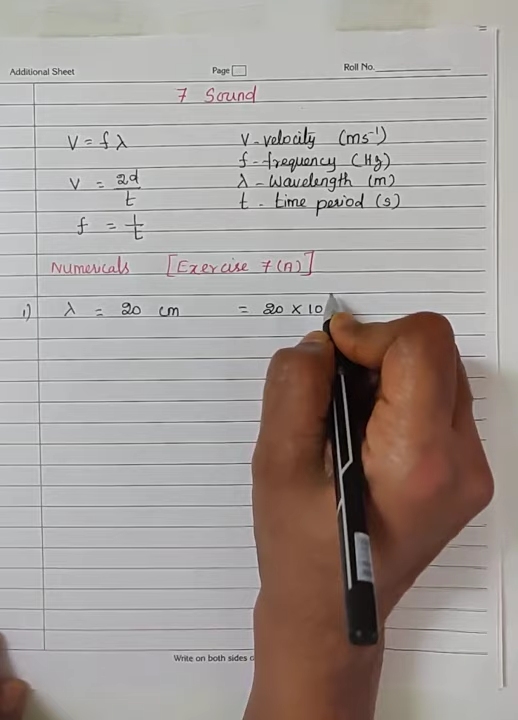 Additional Sheet Page Roll No.
7 Sound
V = fλ V - velocity (ms⁻¹)
f - frequency (Hz)
V = 2d/t λ - Wavelength (m)
t - time period (s)
f = 1/t
Numericals [Exercise 7(A)]
1) λ = 20 cm = 20 × 10
Write on both sides